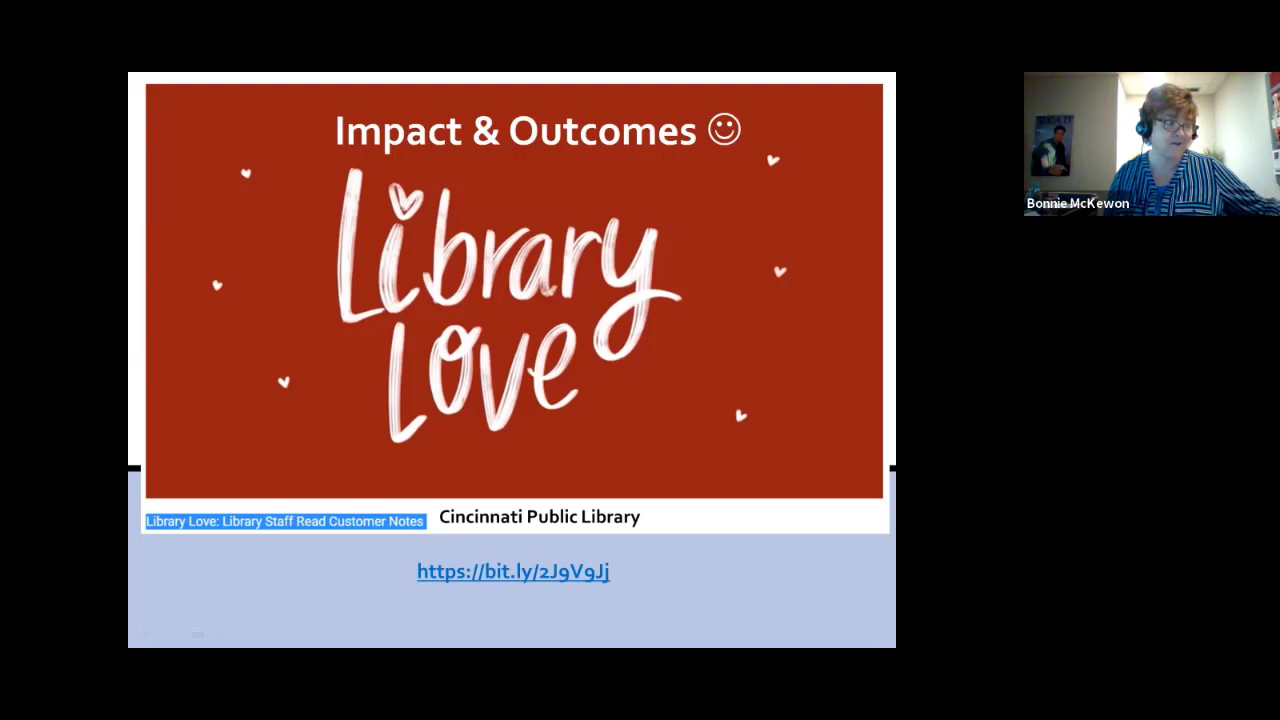 Impact & Outcomes ☺
Library
Love
Library Love: Library Staff Read Customer Notes
Cincinnati Public Library
https://bit.ly/2J9V9Jj
READ
Bonnie McKewon